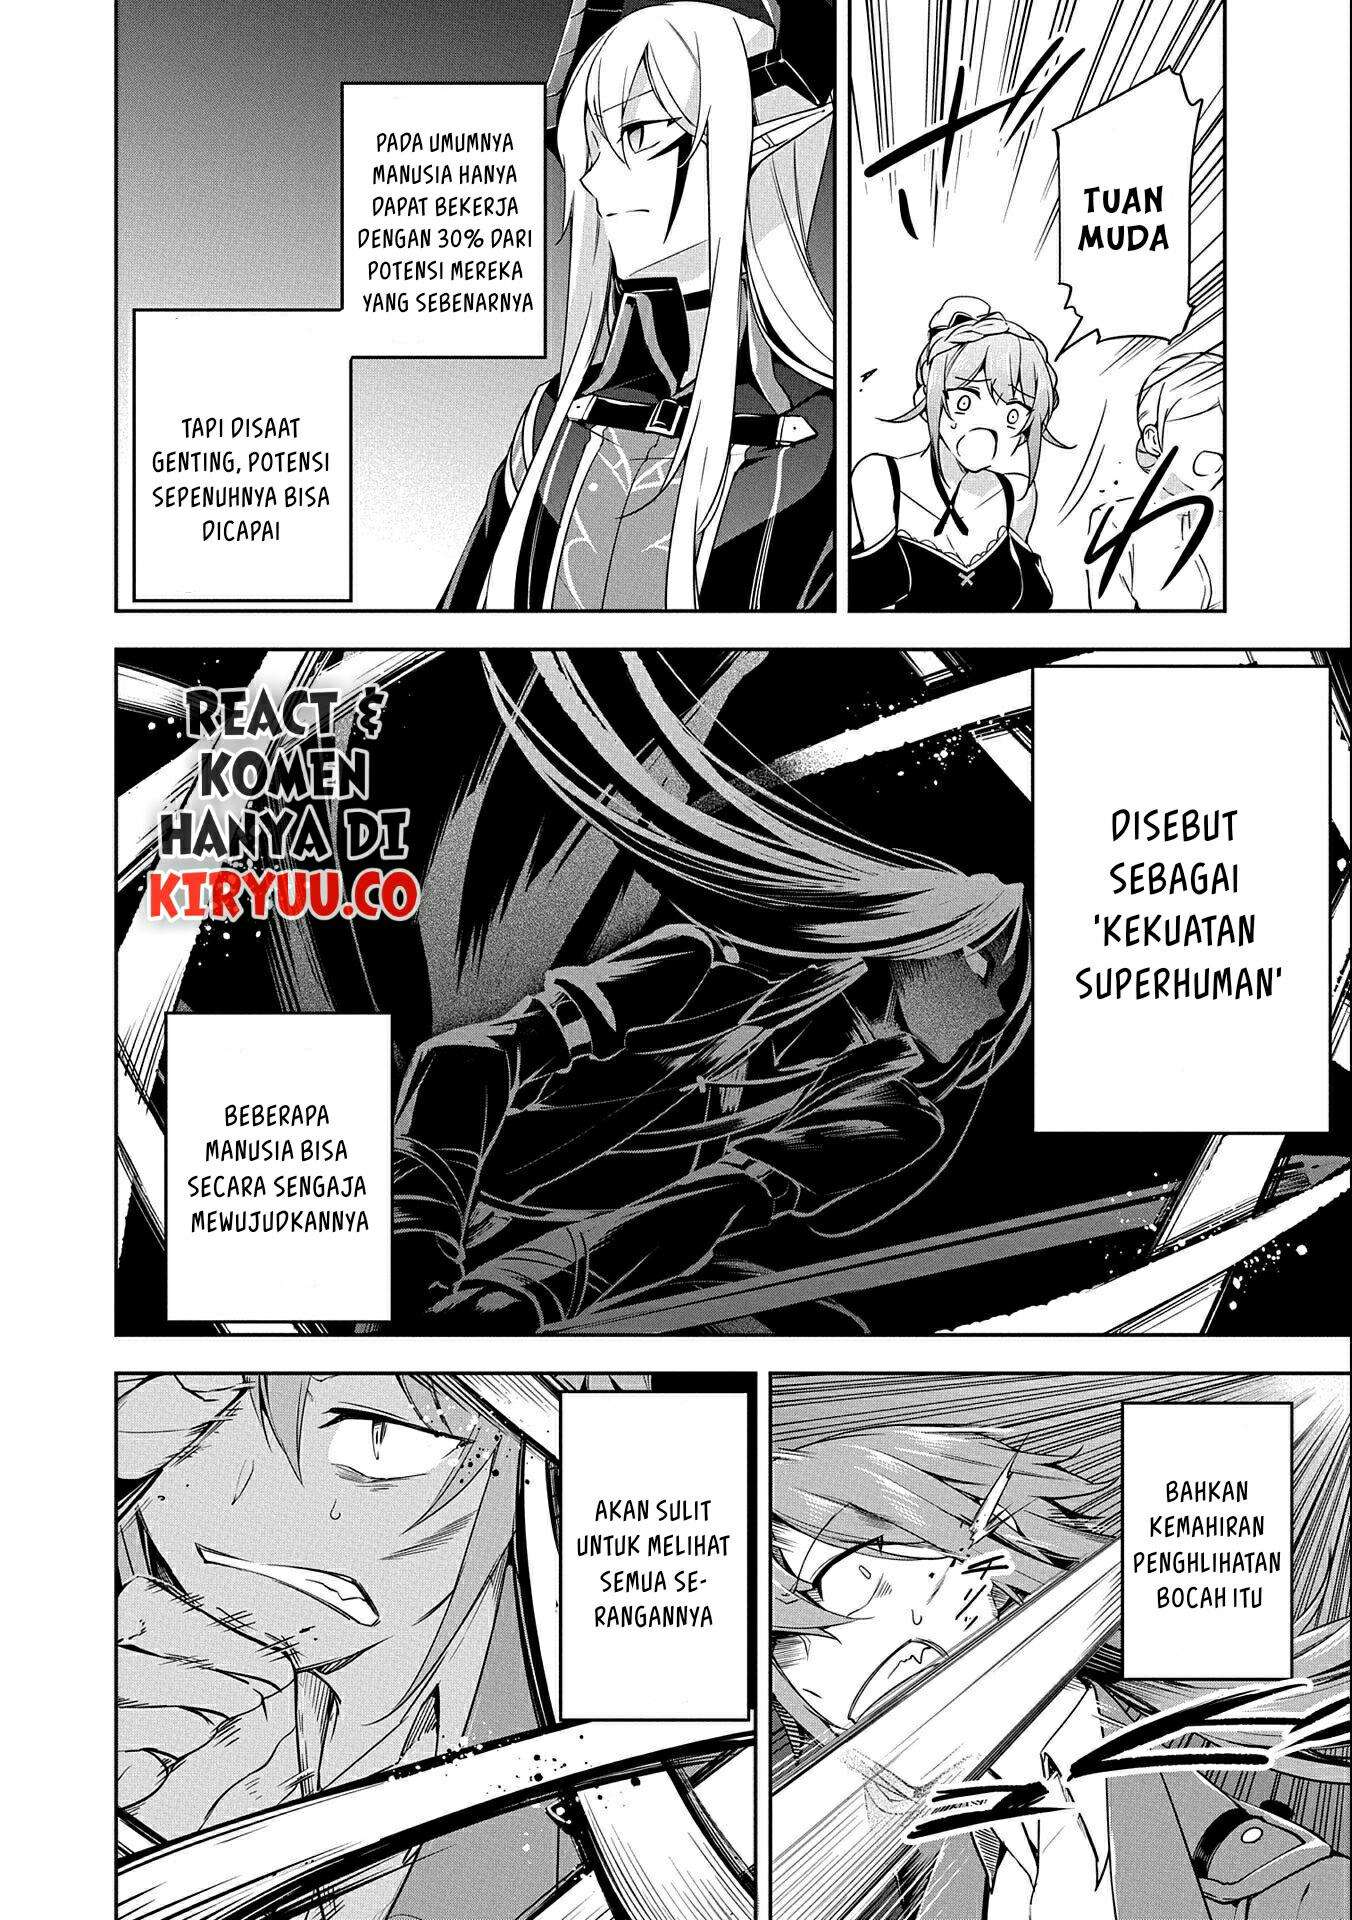 TUAN
MUDA
PADA UMUMNYA
MANUSIA HANYA
DAPAT BEKERJA
DENGAN 30% DARI
POTENSI MEREKA
YANG SEBENARNYA
TAPI DISAAT
GENTING, POTENSI
SEPENUHNYA BISA
DICAPAI
DISEBUT
SEBAGAI
'KEKUATAN
SUPERHUMAN'
REACT &
KOMEN
HANYA DI
KIRYUU.CO
BEBERAPA
MANUSIA BISA
SECARA SENGAJA
MEWUJUDKANNYA
BAHKAN
KEMAHIRAN
PENGHLIHATAN
BOCAH ITU
AKAN SULIT
UNTUK MELIHAT
SEMUA SE-
RANGANNYA